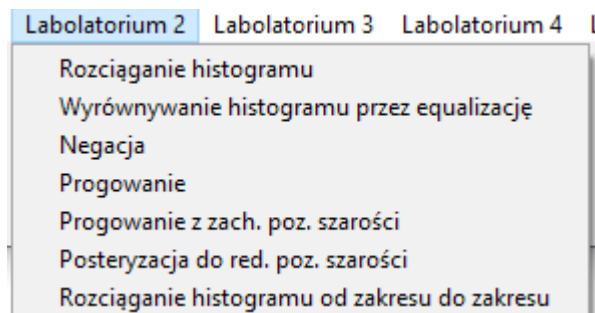 Labolatorium 2 Labolatorium 3 Labolatorium 4
Rozciąganie histogramu
Wyrównywanie histogramu przez equalizację
Negacja
Progowanie
Progowanie z zach. poz. szarości
Posteryzacja do red. poz. szarości
Rozciąganie histogramu od zakresu do zakresu